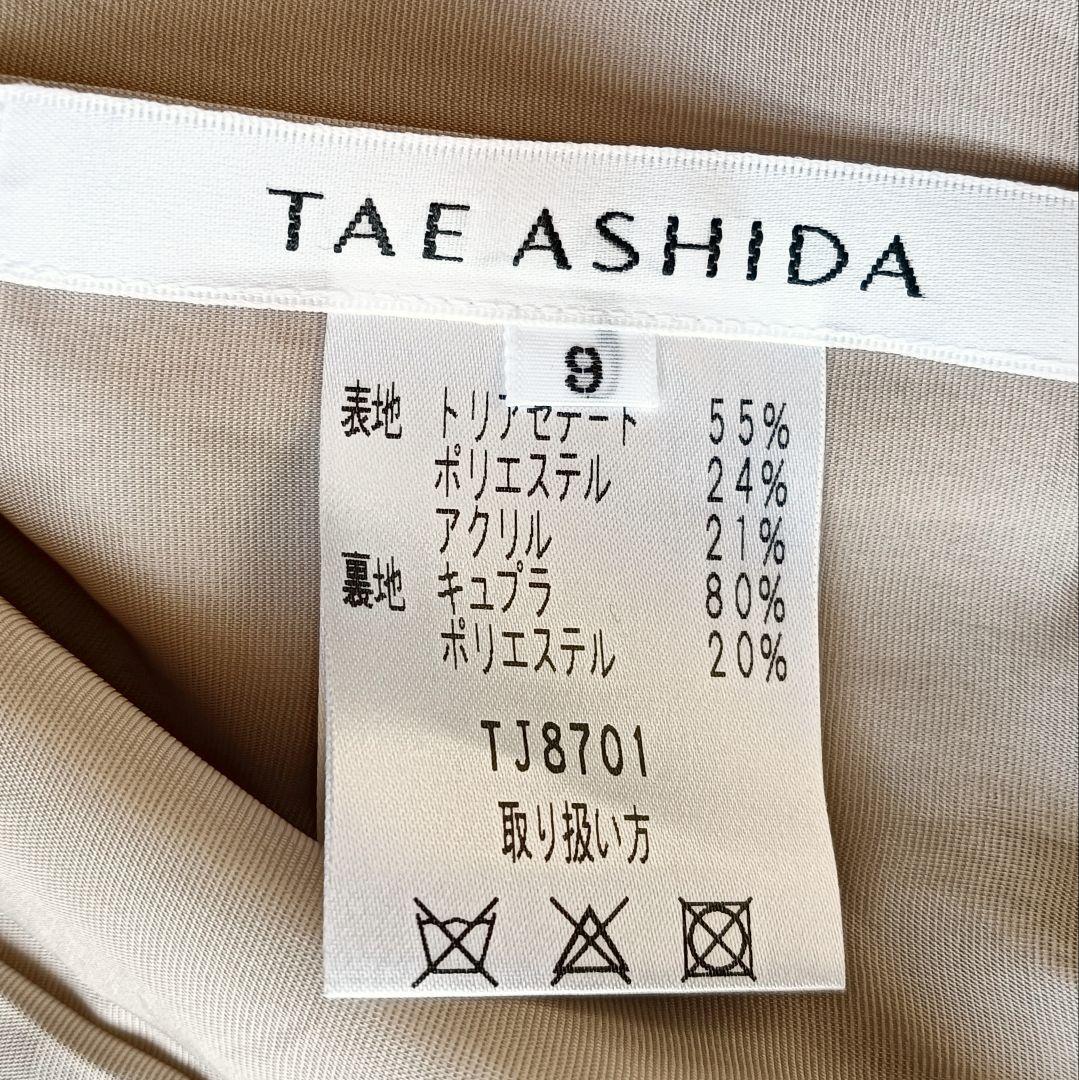 TAE ASHIDA
9
表地 トリアセテート 55%
ポリエステル 24%
アクリル 21%
裏地 キュプラ 80%
ポリエステル 20%
TJ8701
取り扱い方